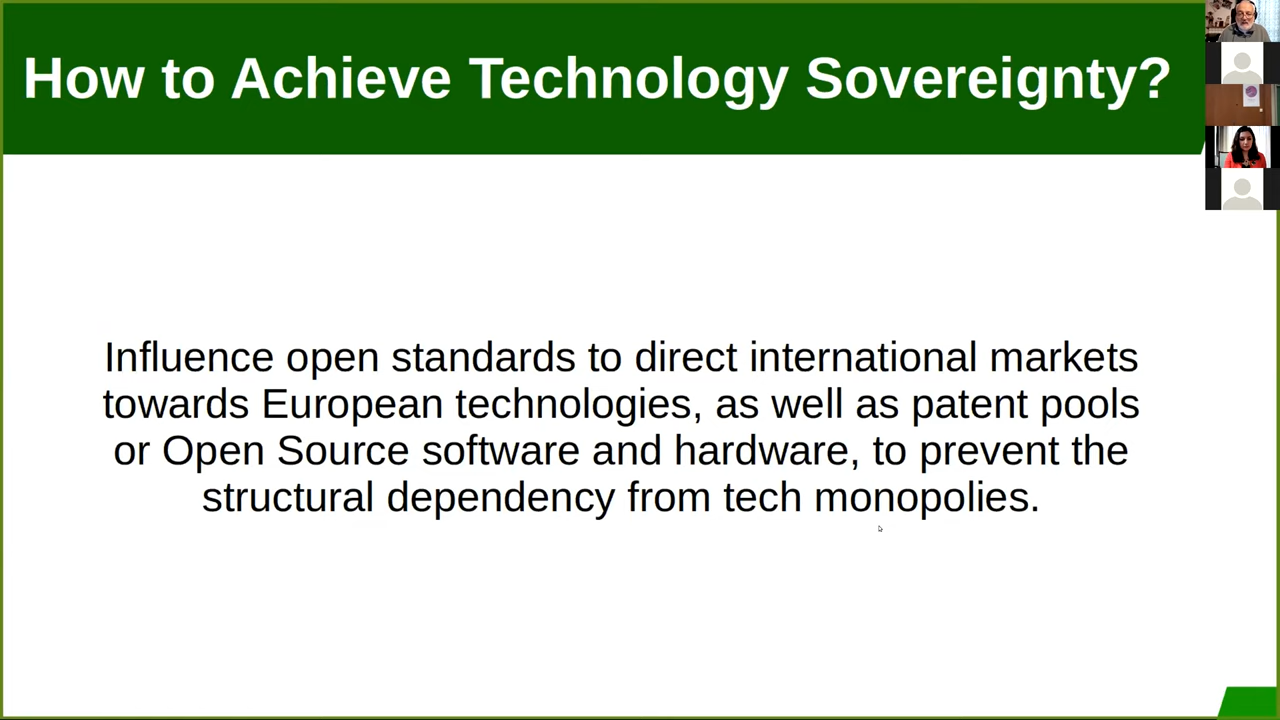 How to Achieve Technology Sovereignty?
Influence open standards to direct international markets
towards European technologies, as well as patent pools
or Open Source software and hardware, to prevent the
structural dependency from tech monopolies.